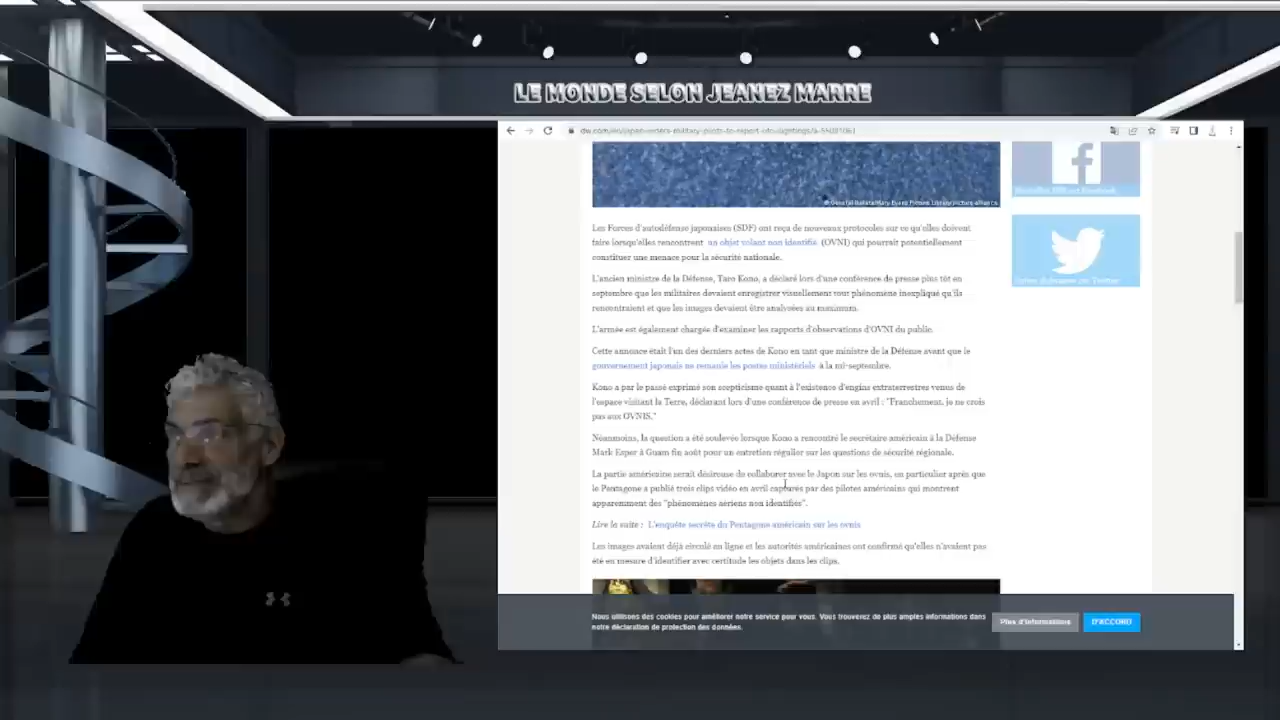 LE MONDE SELON JEANEZ MARRE
Les Forces d'autodéfense japonaises (SDF) ont reçu de nouveaux protocoles sur ce qu'elles doivent
faire lorsqu'elles rencontrent un objet volant non identifié (OVNI) qui pourrait potentiellement
constituer une menace pour la sécurité nationale.
L'ancien ministre de la Défense, Taro Kono, a déclaré lors d'une conférence de presse plus tôt en
septembre que les militaires devaient enregistrer visuellement tout phénomène inexpliqué qu'ils
rencontraient et que les images devaient être analysées au maximum.
L'armée est également chargée d'examiner les rapports d'observations d'OVNI du public.
Cette annonce était l'un des derniers actes de Kono en tant que ministre de la Défense avant que le
gouvernement japonais ne remanie les postes ministériels à la mi-septembre.
Kono a par le passé exprimé son scepticisme quant à l'existence d'engins extraterrestres venus de
l'espace visitant la Terre, déclarant lors d'une conférence de presse en avril : "Franchement, je ne crois
pas aux OVNIS."
Néanmoins, la question a été soulevée lorsque Kono a rencontré le secrétaire américain à la Défense
Mark Esper à Guam fin août pour un entretien régulier sur les questions de sécurité régionale.
La partie américaine serait désireuse de collaborer avec le Japon sur les ovnis, en particulier après que
le Pentagone a publié trois clips vidéo en avril capturés par des pilotes américains qui montrent
apparemment des "phénomènes aériens non identifiés".
Lire la suite : L'enquête secrète du Pentagone américain sur les ovnis
Les images avaient déjà circulé en ligne et les autorités américaines ont confirmé qu'elles n'avaient pas
été en mesure d'identifier avec certitude les objets dans les clips.
Nous utilisons des cookies pour améliorer notre service pour vous. Vous trouverez de plus amples informations dans
notre déclaration de protection des données.
Plus d'informations
D'ACCORD